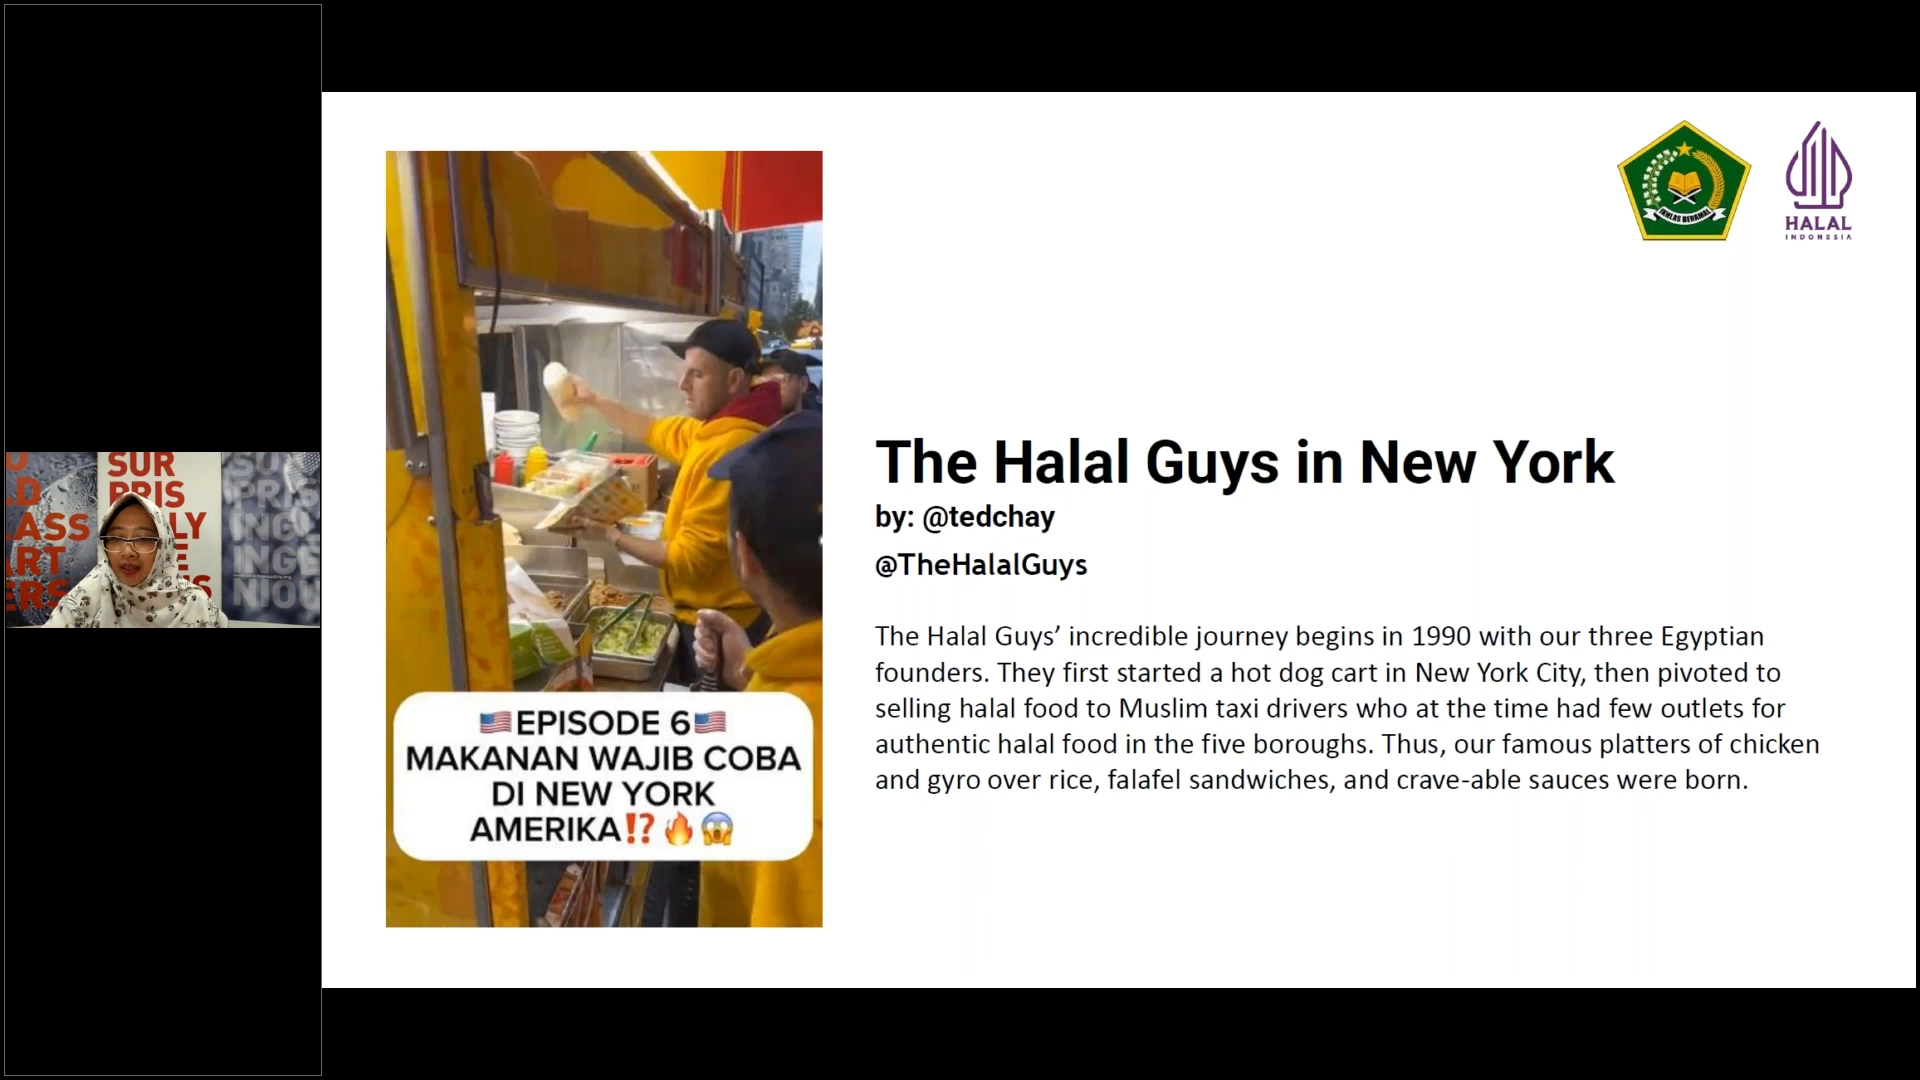 SUR
PRIS
LY
ASS
HALAL
INDONESIA
IKHLAS BERAMAL
The Halal Guys in New York
by: @tedchay
@TheHalalGuys
The Halal Guys’ incredible journey begins in 1990 with our three Egyptian
founders. They first started a hot dog cart in New York City, then pivoted to
selling halal food to Muslim taxi drivers who at the time had few outlets for
authentic halal food in the five boroughs. Thus, our famous platters of chicken
and gyro over rice, falafel sandwiches, and crave-able sauces were born.
🇺🇸EPISODE 6🇺🇸
MAKANAN WAJIB COBA
DI NEW YORK
AMERIKA⁉️🔥😱